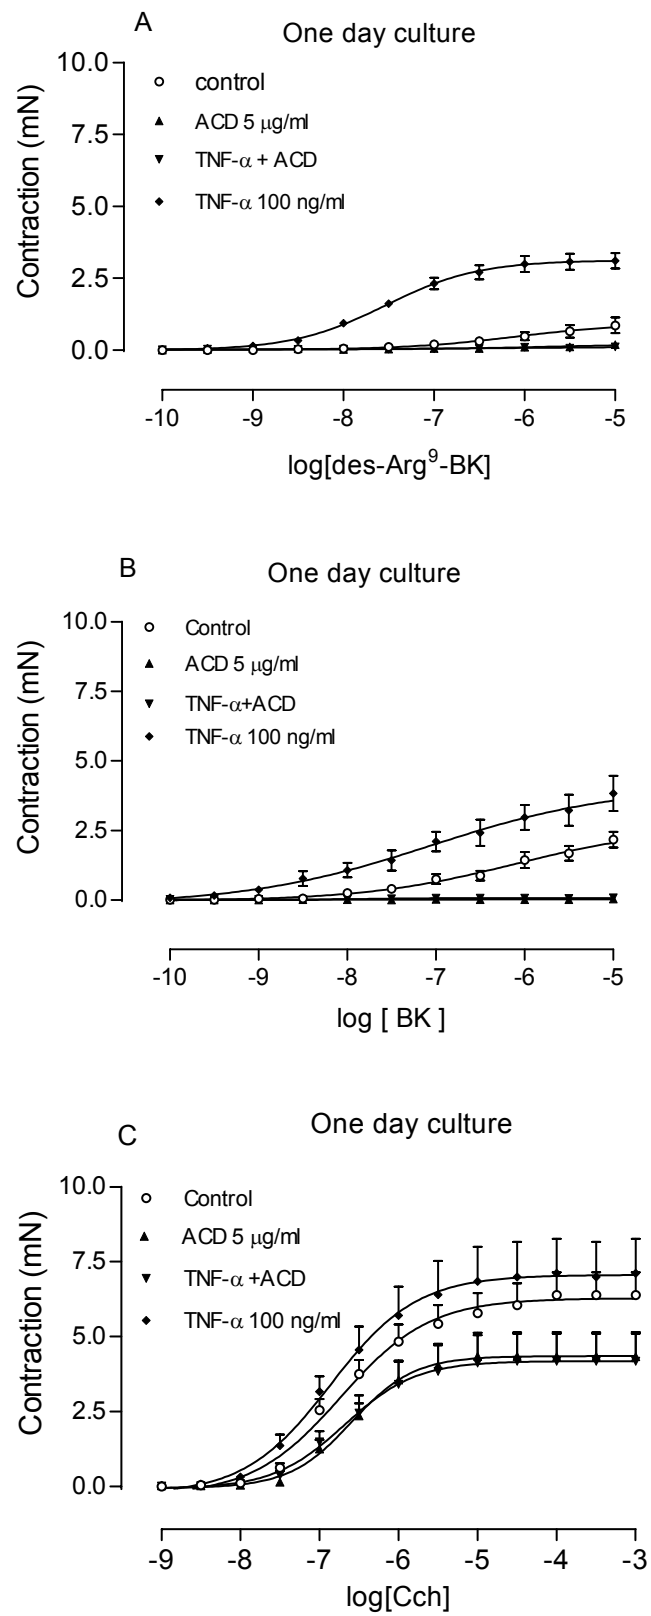 A
One day culture
Contraction (mN)
10.0
7.5
5.0
2.5
0.0
control
ACD 5 μg/ml
TNF-α + ACD
TNF-α 100 ng/ml
-10 -9 -8 -7 -6 -5
log[des-Arg⁹-BK]
B
One day culture
Contraction (mN)
10.0
7.5
5.0
2.5
0.0
Control
ACD 5 μg/ml
TNF-α+ACD
TNF-α 100 ng/ml
-10 -9 -8 -7 -6 -5
log [ BK ]
C
One day culture
Contraction (mN)
10.0
7.5
5.0
2.5
0.0
Control
ACD 5 μg/ml
TNF-α +ACD
TNF-α 100 ng/ml
-9 -8 -7 -6 -5 -4 -3
log[Cch]